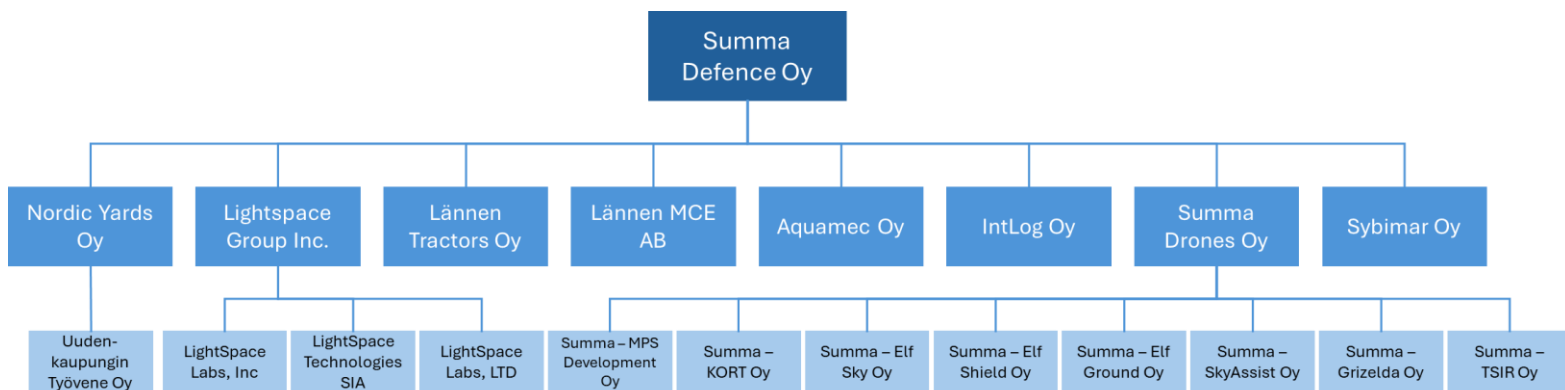 Summa
Defence Oy
Nordic Yards
Oy
Lightspace
Group Inc.
Lännen
Tractors Oy
Lännen MCE
AB
Aquamec Oy
IntLog Oy
Summa
Drones Oy
Sybimar Oy
Uuden-
kaupungin
Työvene Oy
LightSpace
Labs, Inc
LightSpace
Technologies
SIA
LightSpace
Labs, LTD
Summa – MPS
Development
Oy
Summa –
KORT Oy
Summa – Elf
Sky Oy
Summa – Elf
Shield Oy
Summa – Elf
Ground Oy
Summa –
SkyAssist Oy
Summa –
Grizelda Oy
Summa –
TSIR Oy